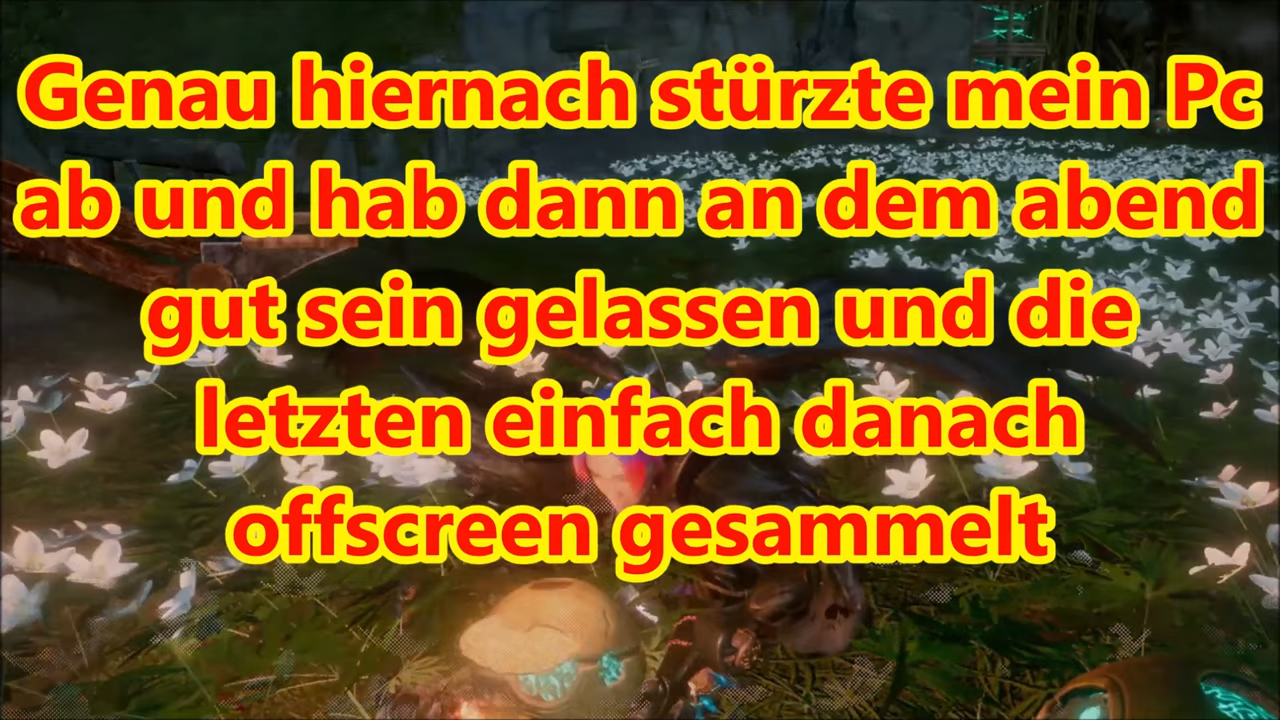 Genau hiernach stürzte mein Pc
ab und hab dann an dem abend
gut sein gelassen und die
letzten einfach danach
offscreen gesammelt